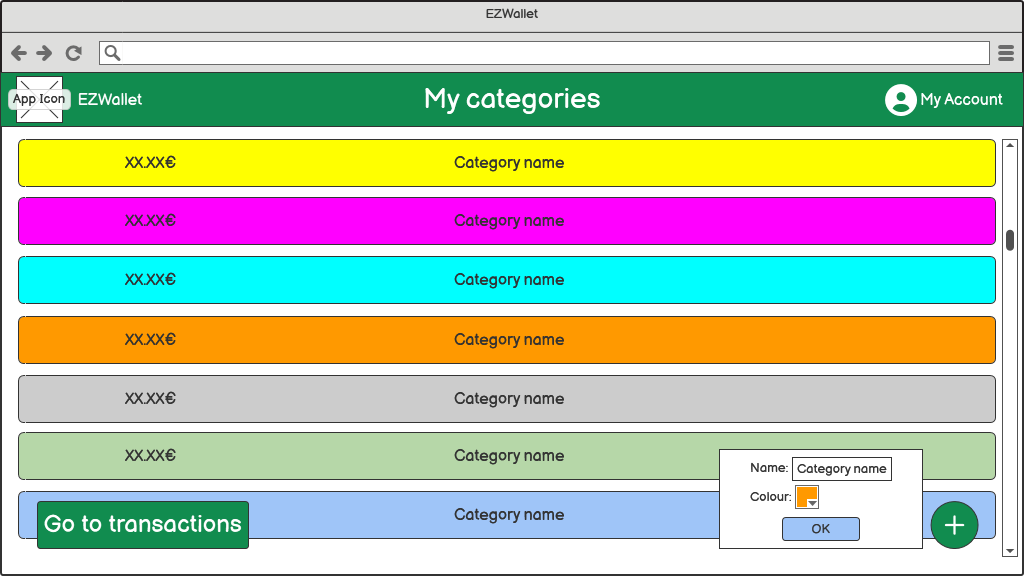 EZWallet
App Icon EZWallet My categories My Account
XX.XX€ Category name
XX.XX€ Category name
XX.XX€ Category name
XX.XX€ Category name
XX.XX€ Category name
XX.XX€ Category name
Name: Category name
Colour:
Go to transactions Category name
OK